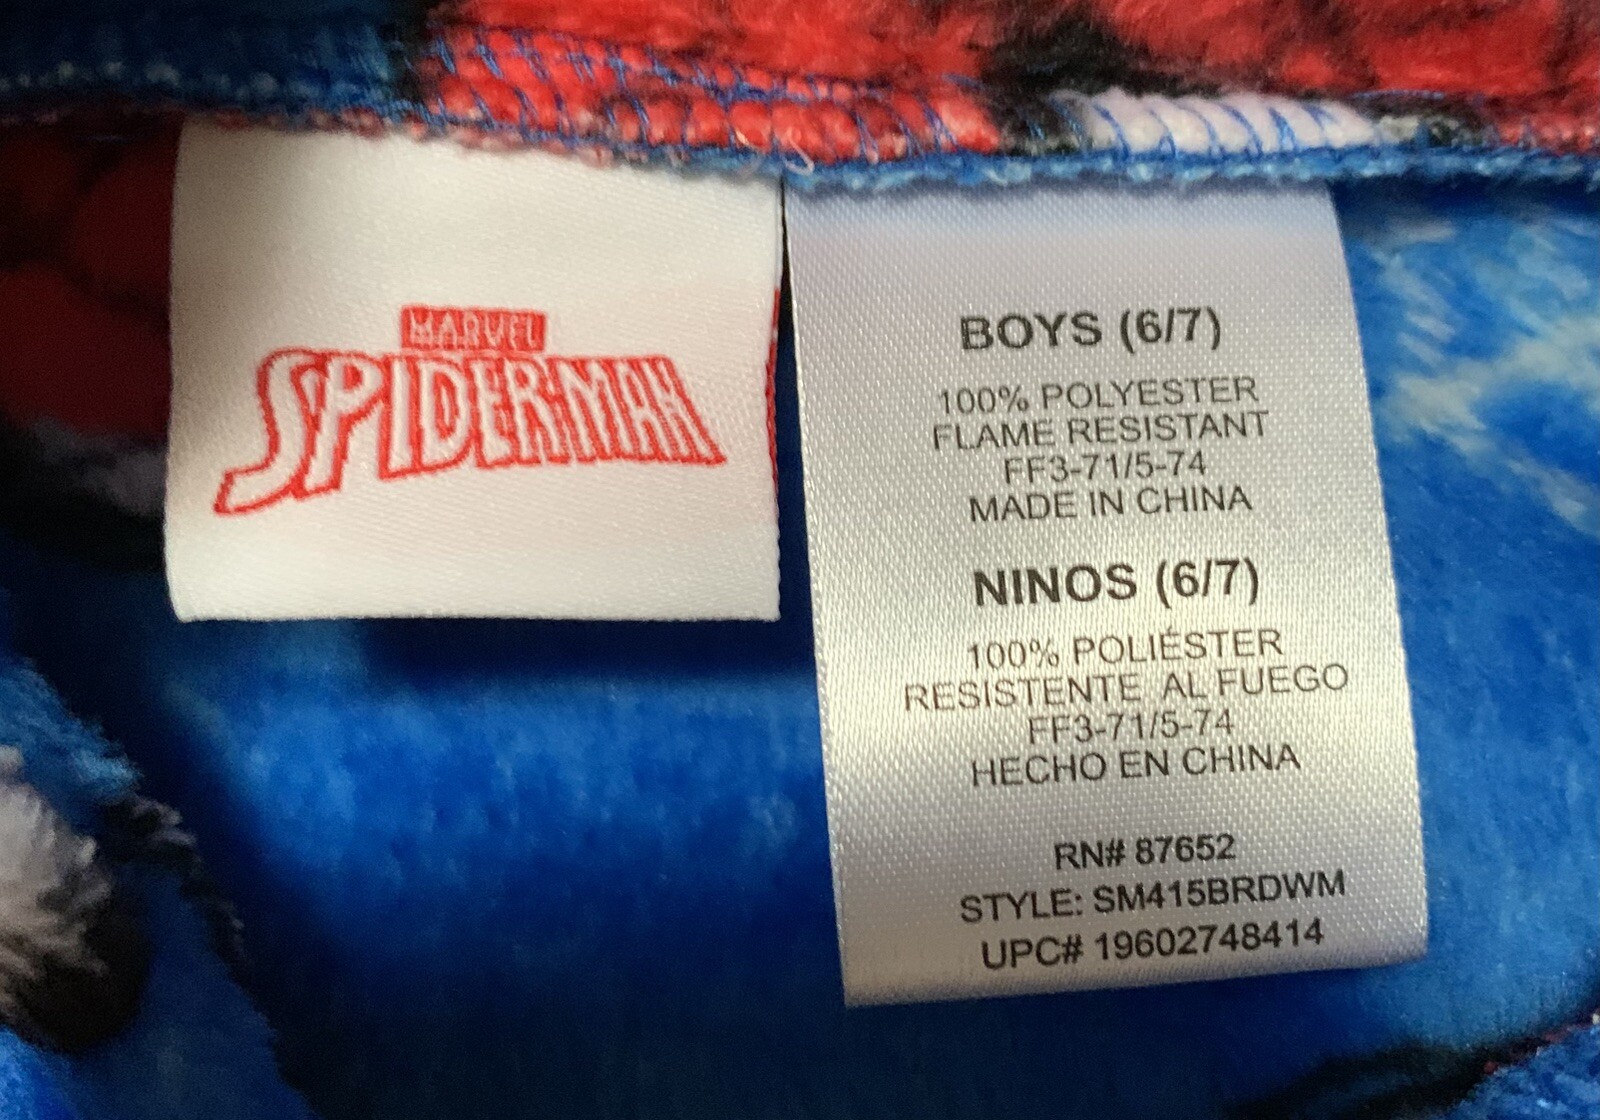 MARVEL
SPIDER-MAN
BOYS (6/7)
100% POLYESTER
FLAME RESISTANT
FF3-71/5-74
MADE IN CHINA
NINOS (6/7)
100% POLIÉSTER
RESISTENTE AL FUEGO
FF3-71/5-74
HECHO EN CHINA
RN# 87652
STYLE: SM415BRDWM
UPC# 19602748414